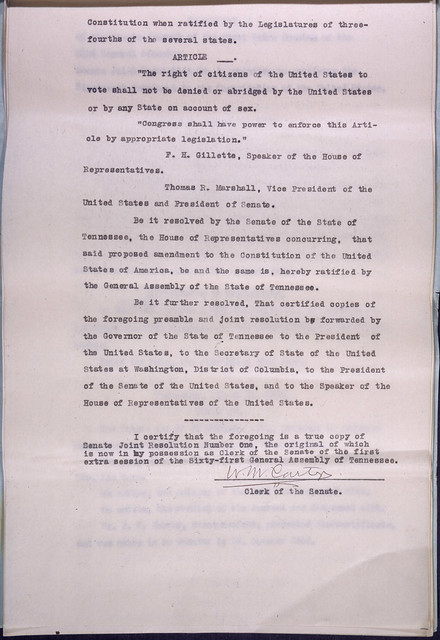 Constitution when ratified by the Legislatures of three-
fourths of the several states.
ARTICLE ___.
"The right of citizens of the United States to
vote shall not be denied or abridged by the United States
or by any State on account of sex.
"Congress shall have power to enforce this Arti-
cle by appropriate legislation."
F. H. Gillette, Speaker of the House of
Representatives.
Thomas R. Marshall, Vice President of the
United States and President of Senate.
Be it resolved by the Senate of the State of
Tennessee, the House of Representatives concurring, that
said proposed amendment to the Constitution of the United
States of America, be and the same is, hereby ratified by
the General Assembly of the State of Tennessee.
Be it further resolved, That certified copies of
the foregoing preamble and joint resolution be forwarded by
the Governor of the State of Tennessee to the President of
the United States, to the Secretary of State of the United
States at Washington, District of Columbia, to the President
of the Senate of the United States, and to the Speaker of the
House of Representatives of the United States.
----------------
I certify that the foregoing is a true copy of
Senate Joint Resolution Number One, the original of which
is now in my possession as Clerk of the Senate of the first
extra session of the Sixty-first General Assembly of Tennessee.
W M Carter
Clerk of the Senate.